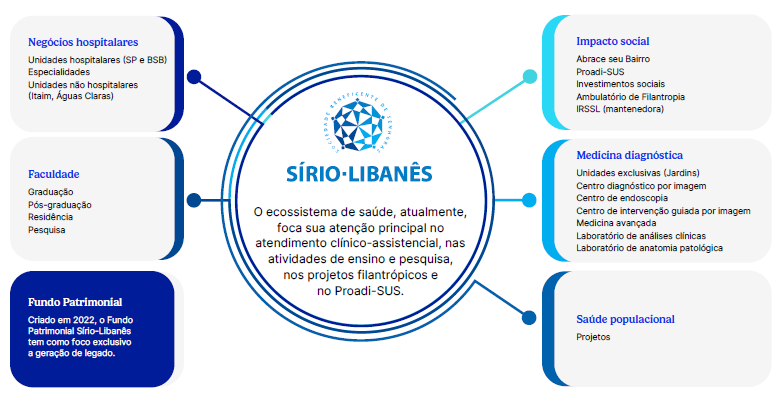 Negócios hospitalares
Unidades hospitalares (SP e BSB)
Especialidades
Unidades não hospitalares
(Itaim, Águas Claras)
Faculdade
Graduação
Pós-graduação
Residência
Pesquisa
Fundo Patrimonial
Criado em 2022, o Fundo
Patrimonial Sírio-Libanês
tem como foco exclusivo
a geração de legado.
SOCIEDADE BENEFICENTE DE SENHORAS
SÍRIO·LIBANÊS
O ecossistema de saúde, atualmente,
foca sua atenção principal no
atendimento clínico-assistencial, nas
atividades de ensino e pesquisa,
nos projetos filantrópicos e
no Proadi-SUS.
Impacto social
Abrace seu Bairro
Proadi-SUS
Investimentos sociais
Ambulatório de Filantropia
IRSSL (mantenedora)
Medicina diagnóstica
Unidades exclusivas (Jardins)
Centro diagnóstico por imagem
Centro de endoscopia
Centro de intervenção guiada por imagem
Medicina avançada
Laboratório de análises clínicas
Laboratório de anatomia patológica
Saúde populacional
Projetos